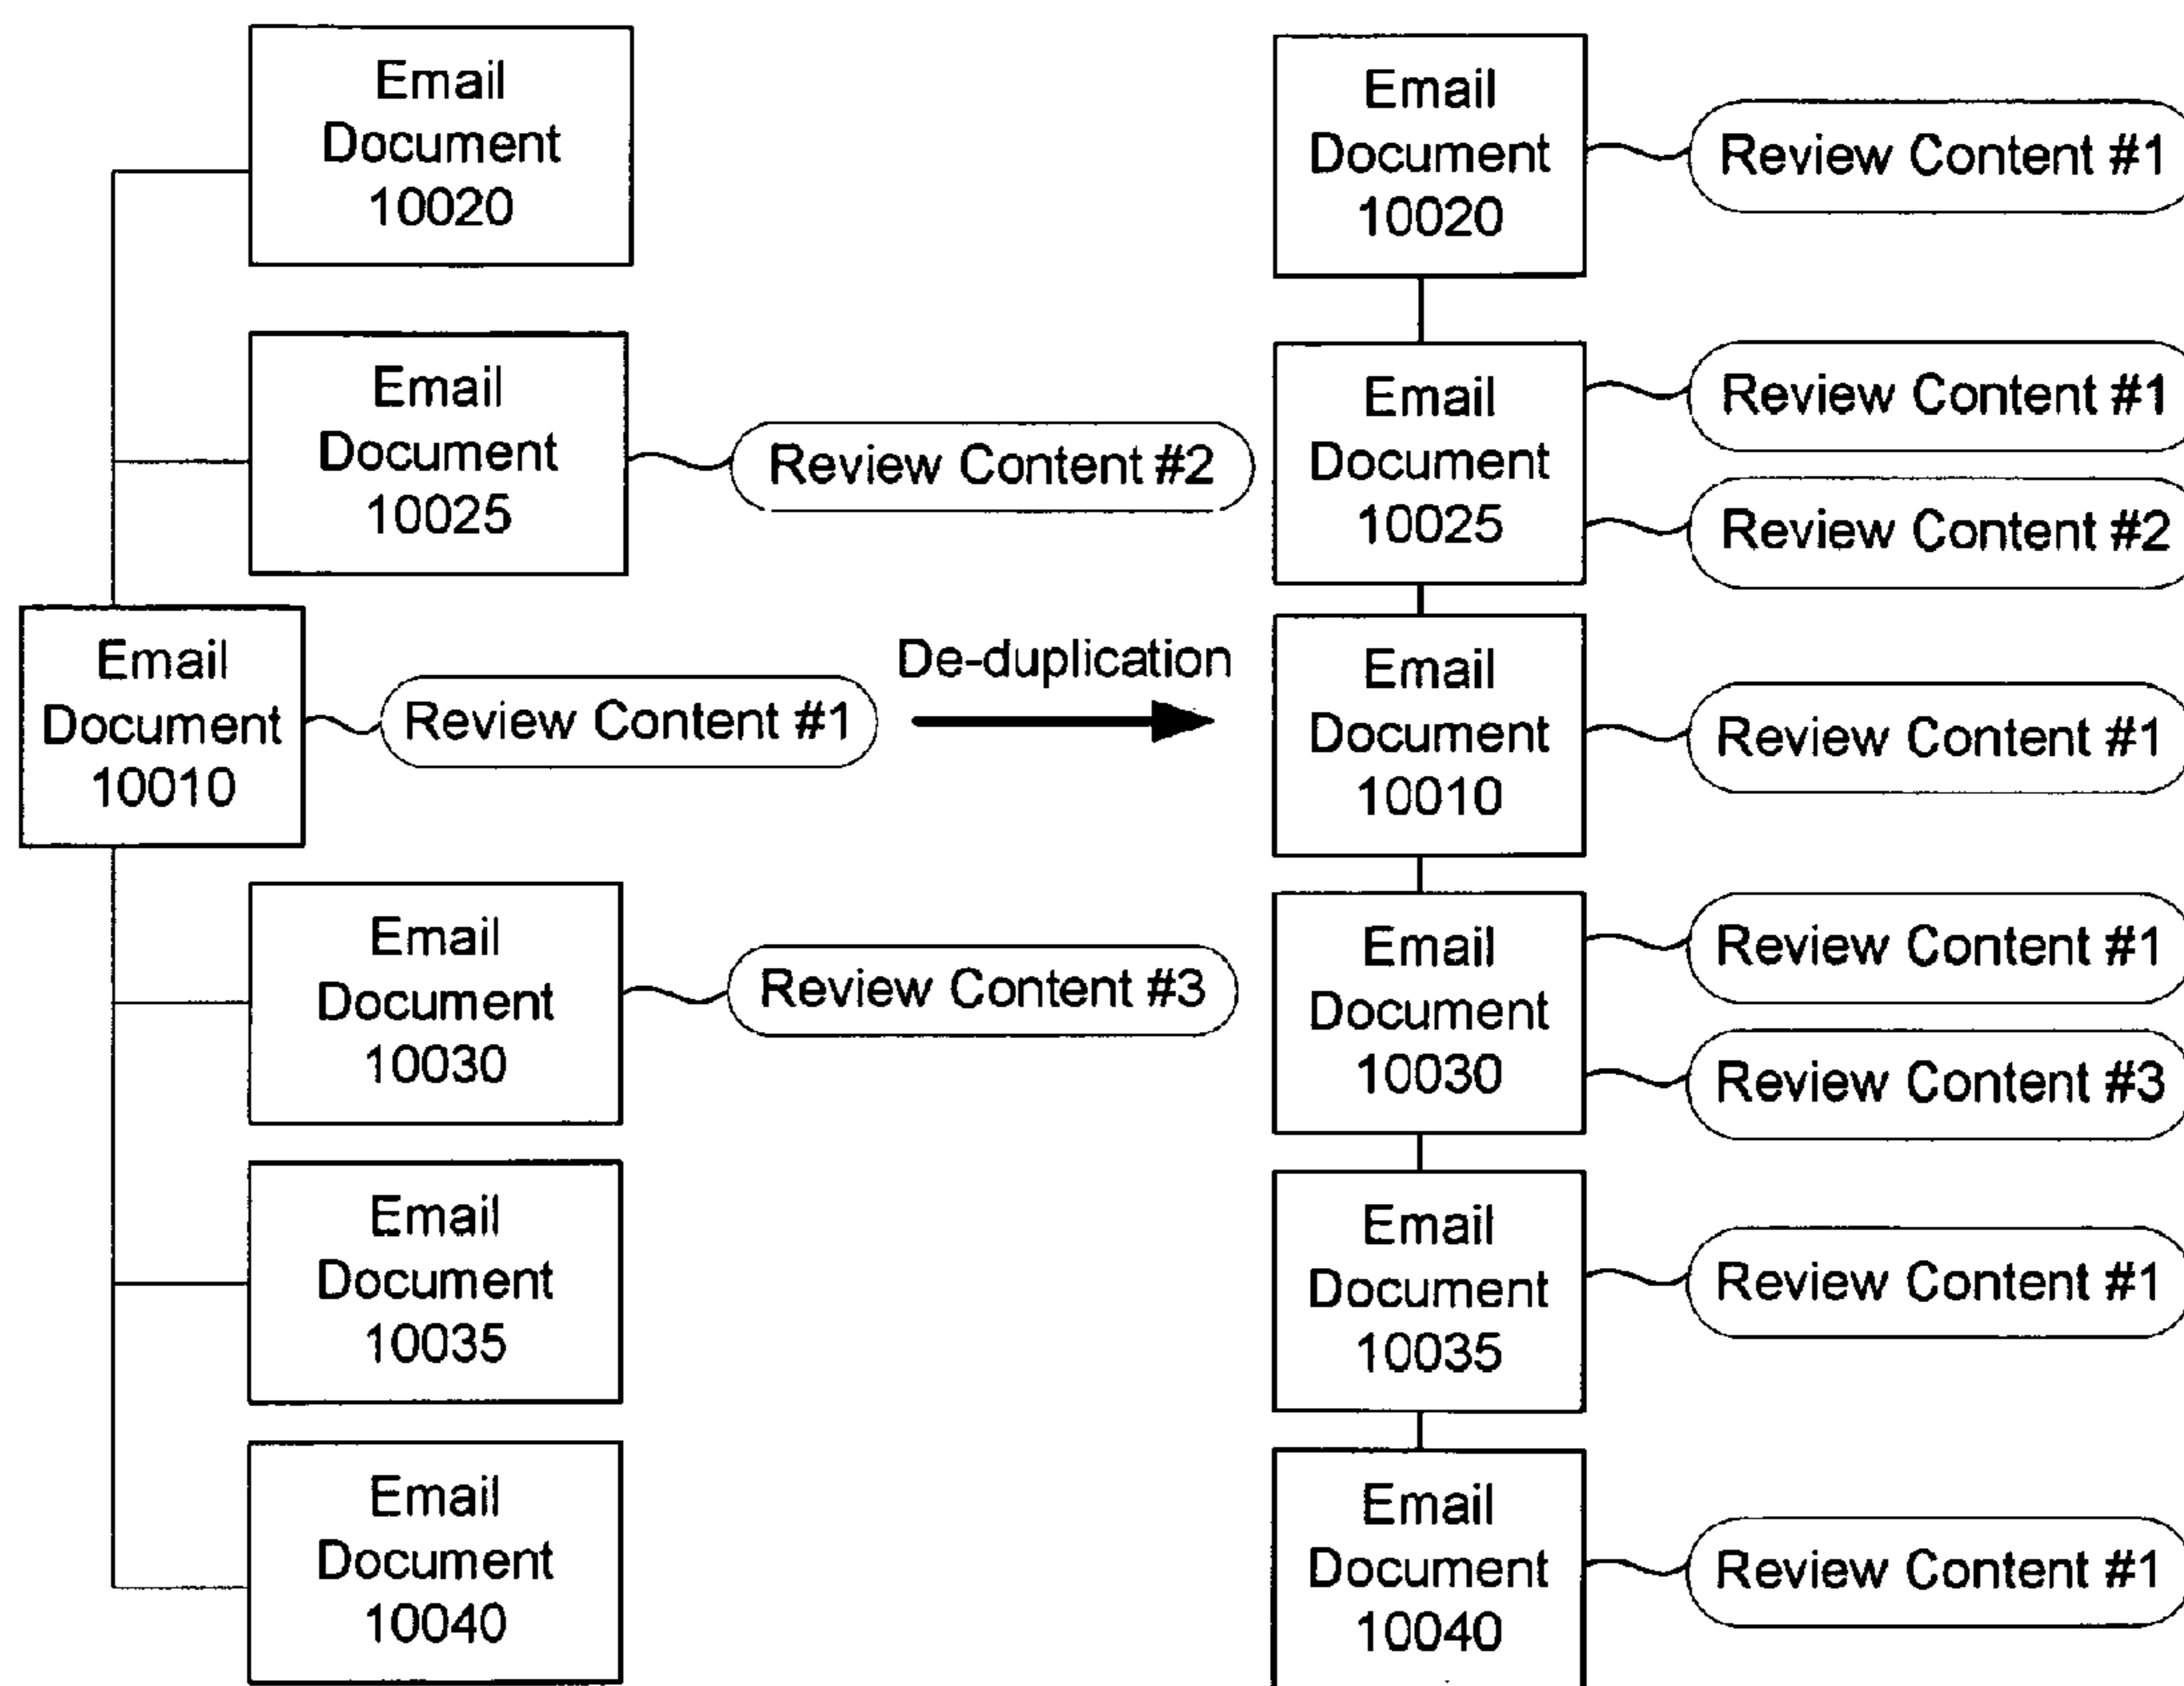 Email
Document
10020
Email
Document
10025
Review Content #2
Email
Document
10010
Review Content #1
De-duplication
Email
Document
10030
Review Content #3
Email
Document
10035
Email
Document
10040
Email
Document
10020
Review Content #1
Email
Document
10025
Review Content #1
Review Content #2
Email
Document
10010
Review Content #1
Email
Document
10030
Review Content #1
Review Content #3
Email
Document
10035
Review Content #1
Email
Document
10040
Review Content #1